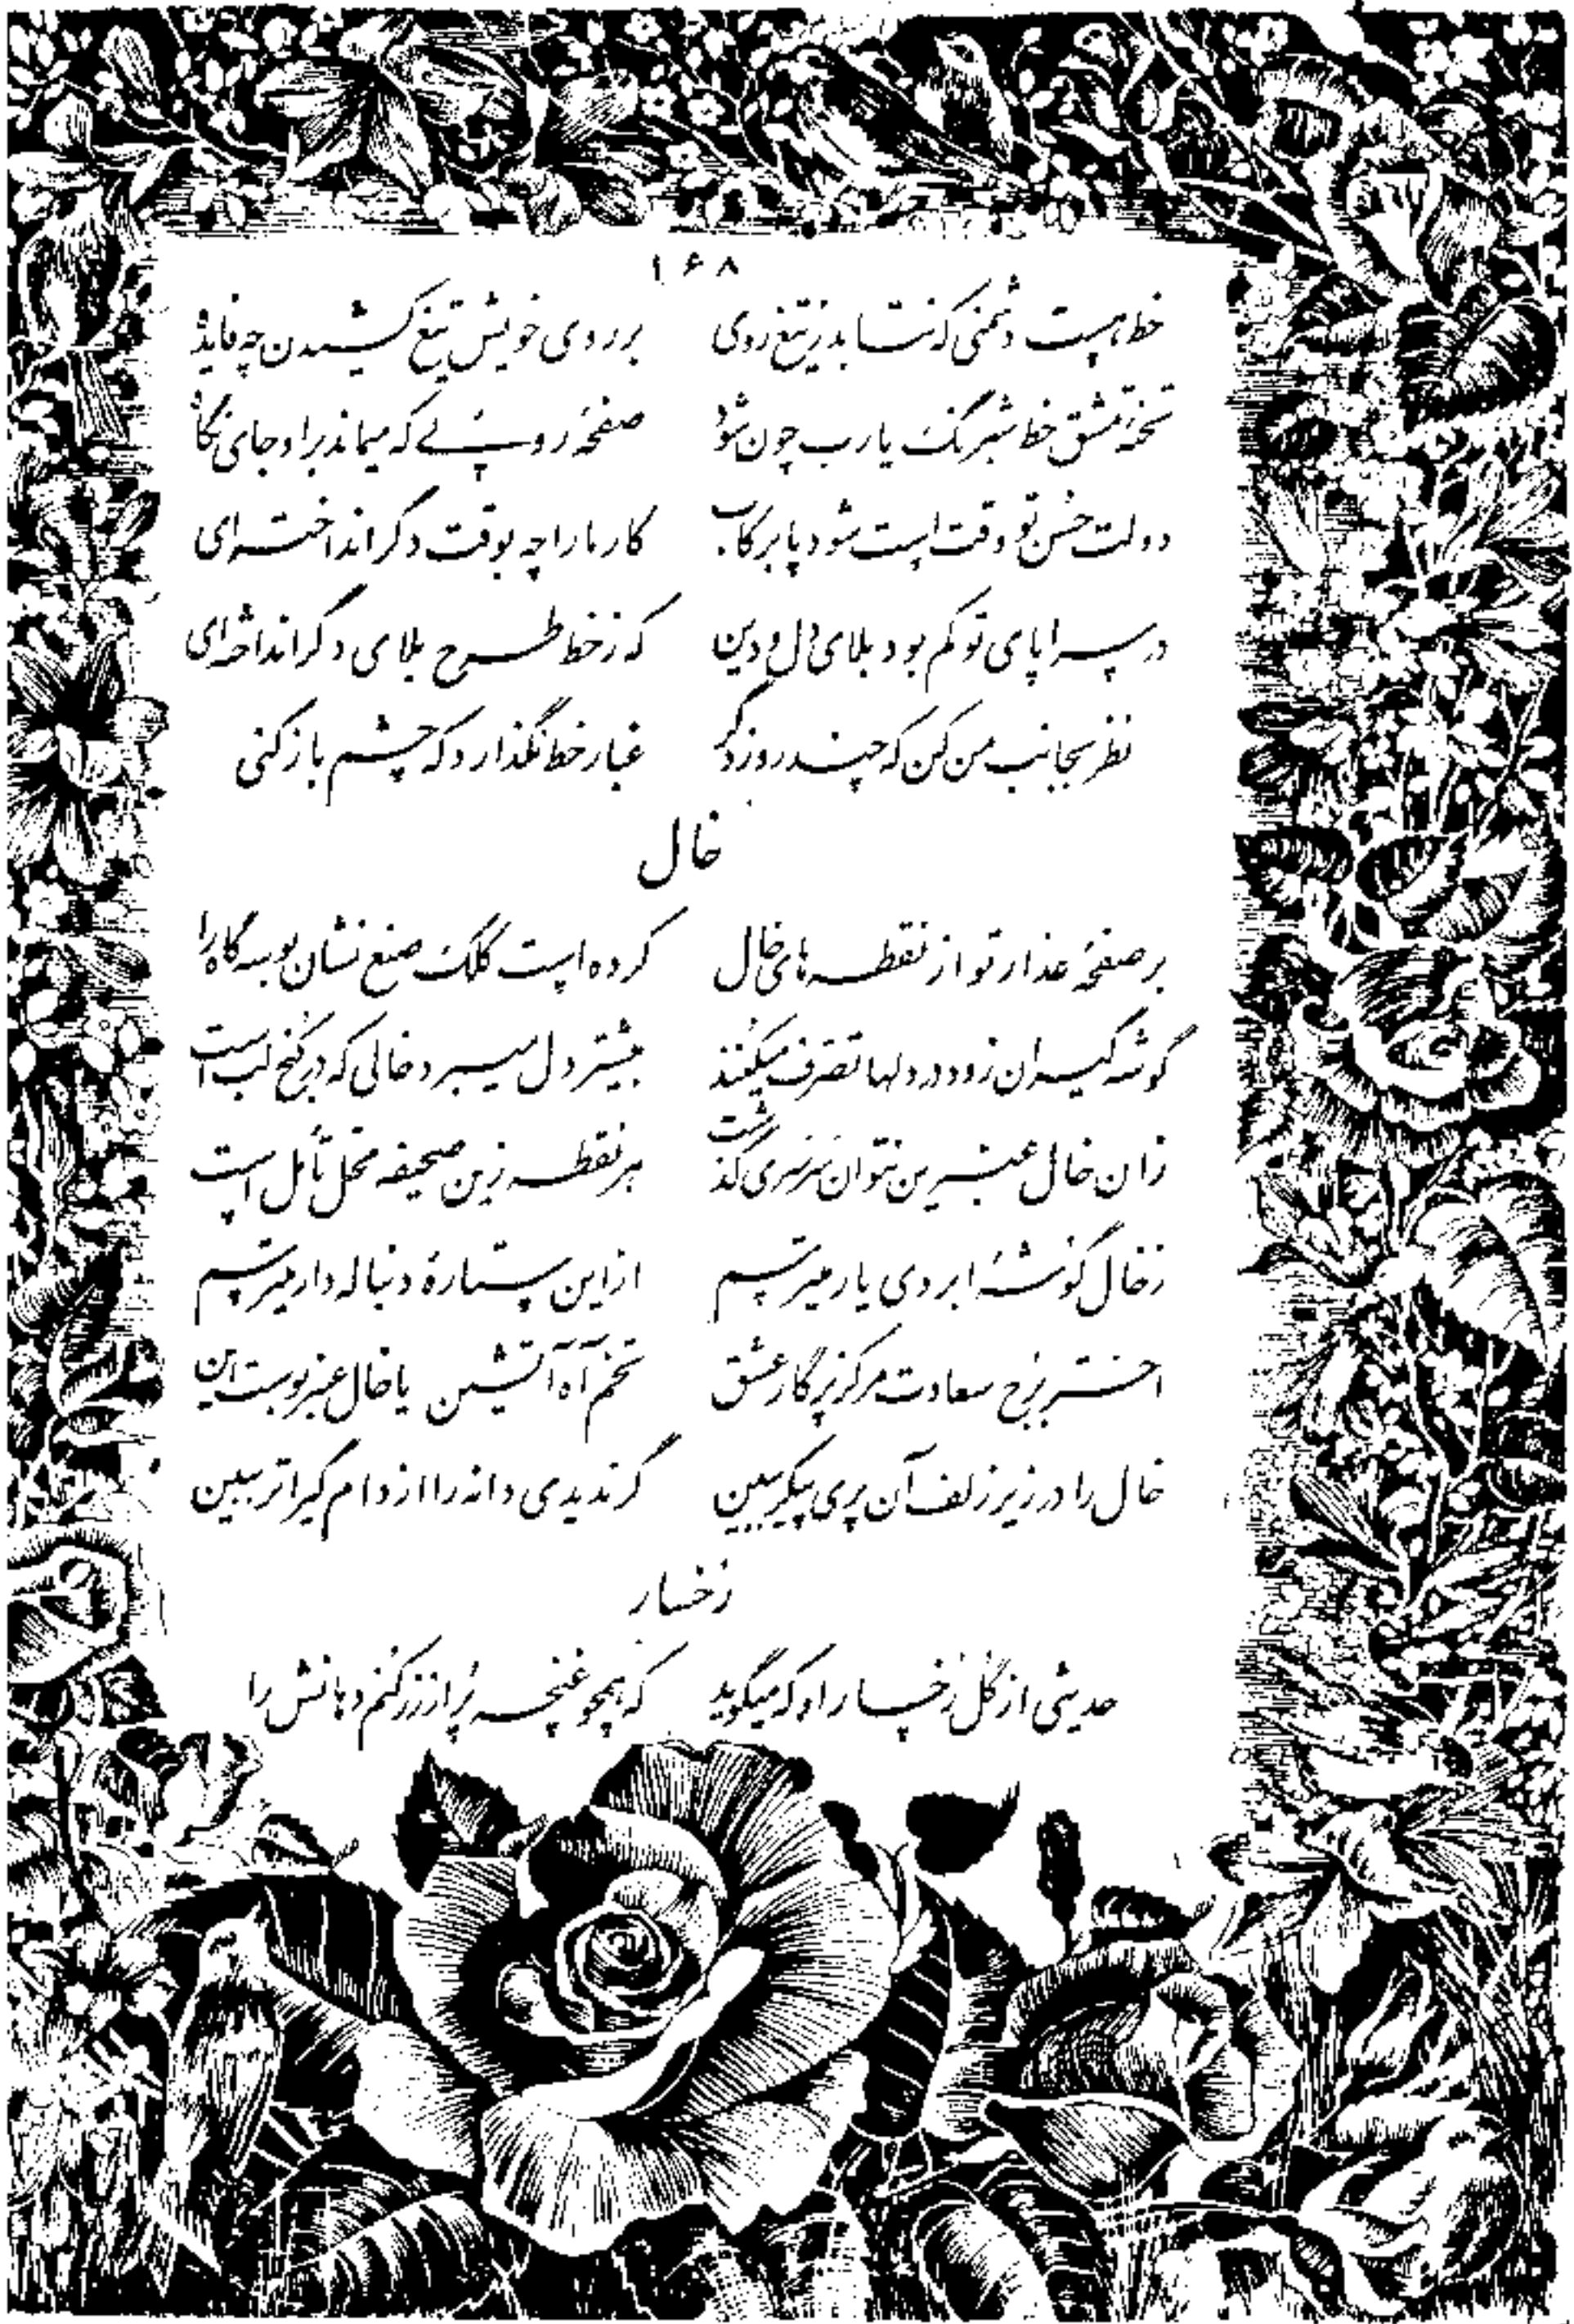 ۱۶۸
خط هست دشمنی که نتابد ز تیغ روی بر روی خویش تیغ کشیدن چه فایده
تختهٔ مشق خط شبرنگ یارب چون شود صفحهٔ روئی که میماند بر او جای نگاه
دولت حسن تو وقت است شود پا برکاب کار ما را چه بوقت دگر انداخته‌ای
در سراپای تو کم بود بلای دل و دین که ز خط طرح بلای دگر انداخته‌ای
نظر بجانب من کن که چند روز دگر غبار خط نگذارد که چشم باز کنی
خال
بر صفحهٔ عذار تو از نقطه‌های خال کرده است کلک صنع نشان بوسه گاه را
گوشه گیران زود در دلها تصرف میکنند بیشتر دل میبرد خالی که در کنج لب است
زان خال عنبرین نتوان سرسری گذشت هر نقطه زین صحیفه محل تأمل است
ز خال گوشهٔ ابروی یار میترسم از این ستارهٔ دنباله دار میترسم
اختر برج سعادت مرکز پرگار عشق تخم آه آتشین یا خال عنبر بوست این
خال را در زیر زلف آن پری پیکر ببین گر ندیدی دانه را از دام گیراتر ببین
رخسار
حدیثی از گل رخسار او که میگوید که همچو غنچه پر از زر کنم دهانش را